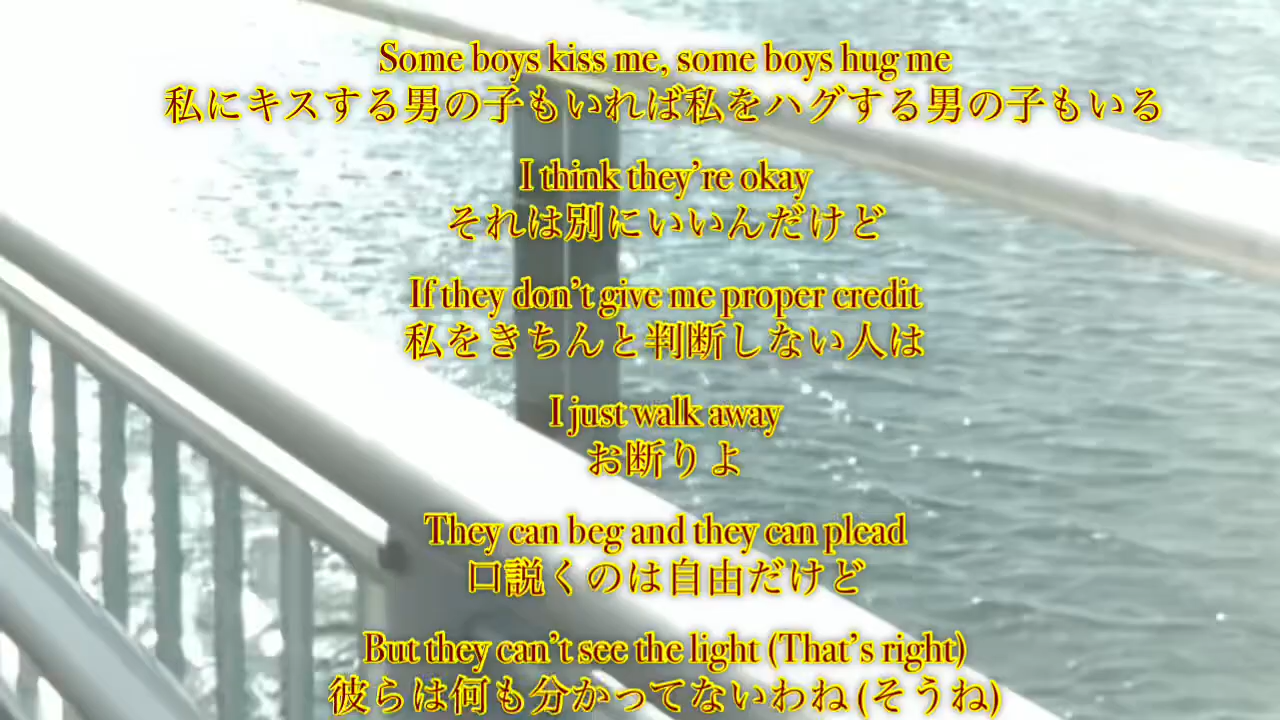 Some boys kiss me, some boys hug me
私にキスする男の子もいれば私をハグする男の子もいる
I think they're okay
それは別にいいんだけど
If they don't give me proper credit
私をきちんと判断しない人は
I just walk away
お断りよ
They can beg and they can plead
口説くのは自由だけど
But they can't see the light (That's right)
彼らは何も分かってないわね (そうね)